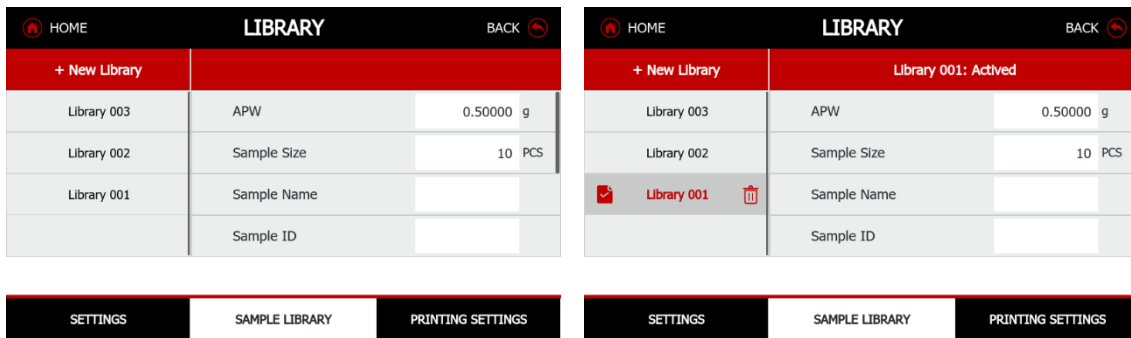 HOME LIBRARY BACK
+ New Library
Library 003 APW 0.50000 g
Library 002 Sample Size 10 PCS
Library 001 Sample Name
Sample ID
SETTINGS SAMPLE LIBRARY PRINTING SETTINGS
HOME LIBRARY BACK
+ New Library Library 001: Actived
Library 003 APW 0.50000 g
Library 002 Sample Size 10 PCS
Library 001 Sample Name
Sample ID
SETTINGS SAMPLE LIBRARY PRINTING SETTINGS